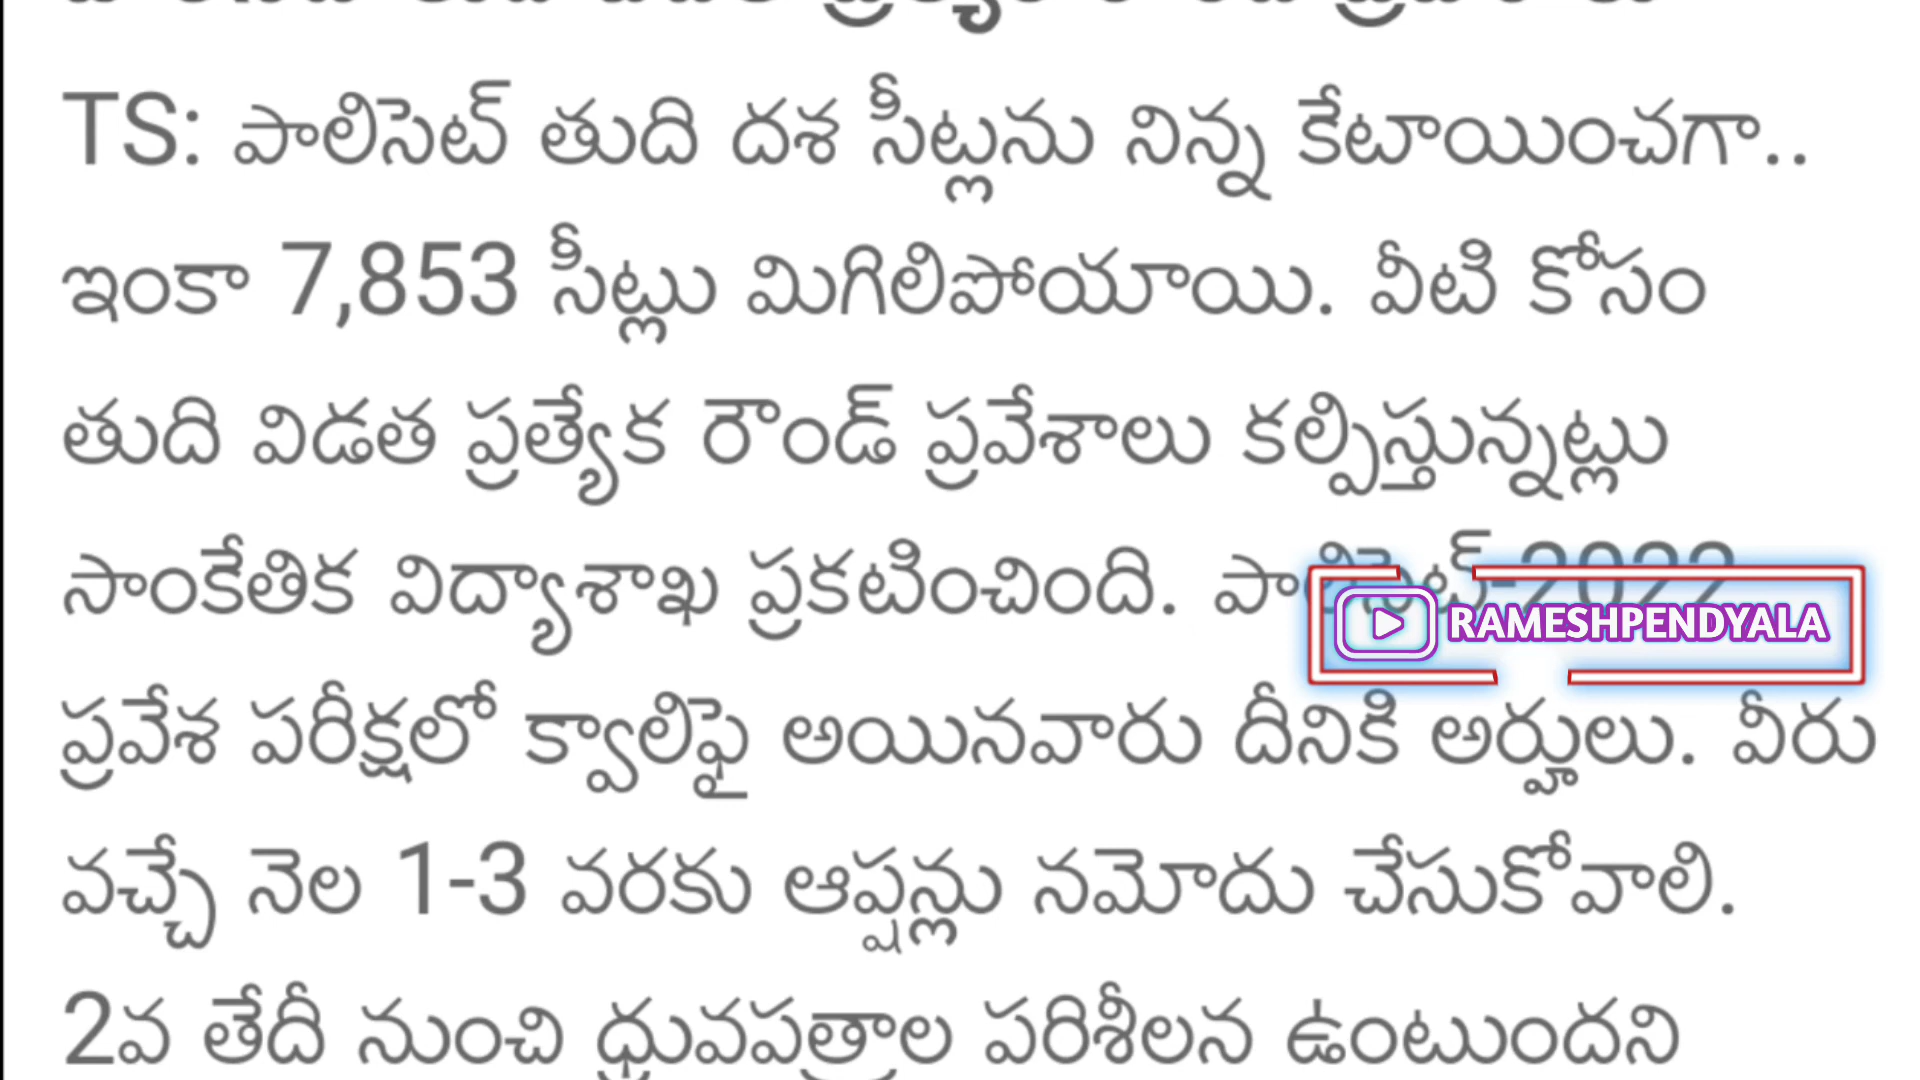 TS: పాలిసెట్ తుది దశ సీట్లను నిన్న కేటాయించగా..
ఇంకా 7,853 సీట్లు మిగిలిపోయాయి. వీటి కోసం
తుది విడత ప్రత్యేక రౌండ్ ప్రవేశాలు కల్పిస్తున్నట్లు
సాంకేతిక విద్యాశాఖ ప్రకటించింది. పాలిసెట్-2022
RAMESHPENDYALA
ప్రవేశ పరీక్షలో క్వాలిఫై అయినవారు దీనికి అర్హులు. వీరు
వచ్చే నెల 1-3 వరకు ఆప్షన్లు నమోదు చేసుకోవాలి.
2వ తేదీ నుంచి ధ్రువపత్రాల పరిశీలన ఉంటుందని